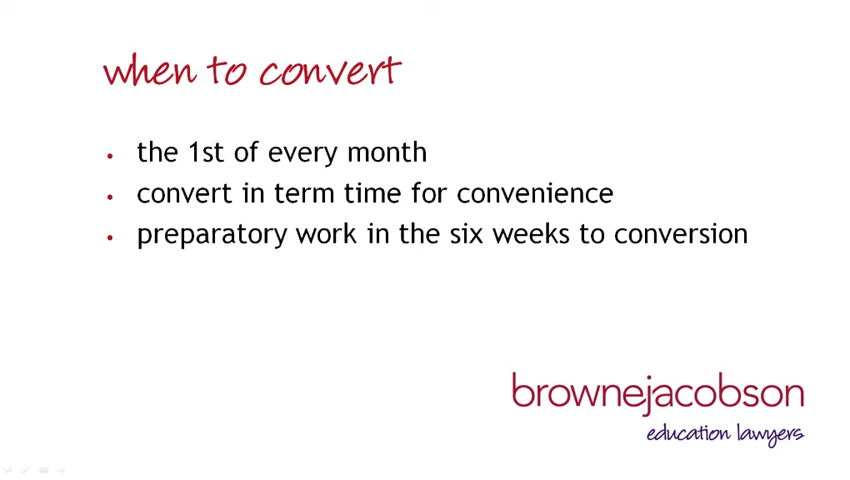 when to convert
the 1st of every month
convert in term time for convenience
preparatory work in the six weeks to conversion
brownejacobson
education lawyers